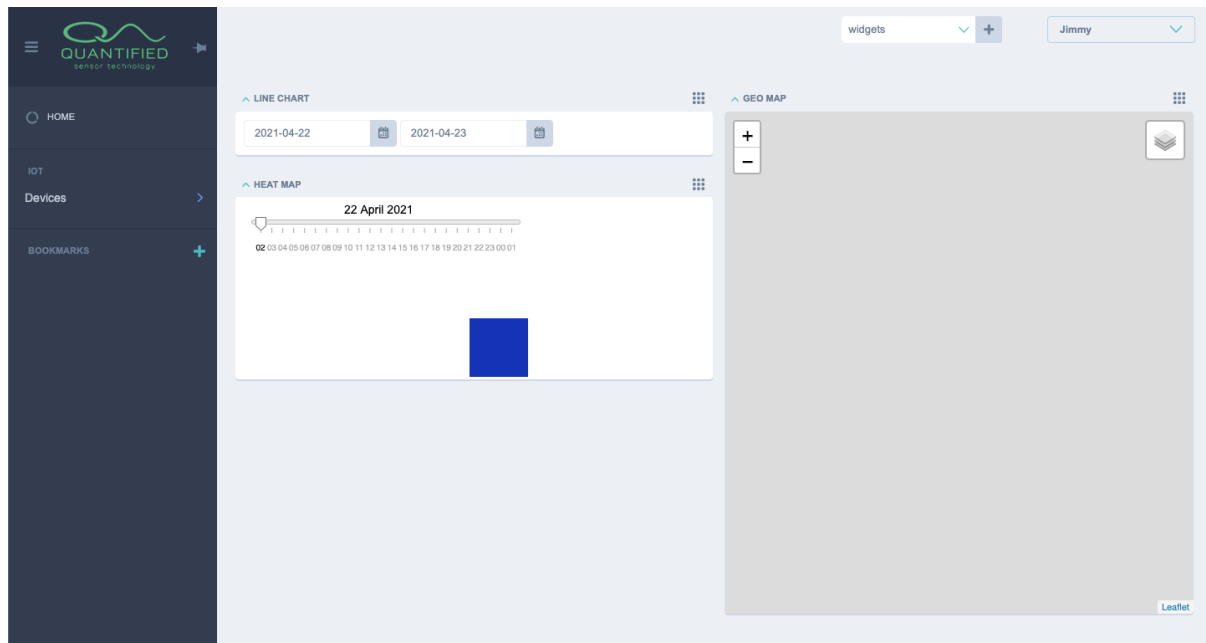 QUANTIFIED
sensor technology
HOME
IOT
Devices
BOOKMARKS
widgets
+
Jimmy
LINE CHART
2021-04-22
2021-04-23
HEAT MAP
22 April 2021
02 03 04 05 06 07 08 09 10 11 12 13 14 15 16 17 18 19 20 21 22 23 00 01
GEO MAP
+
−
Leaflet